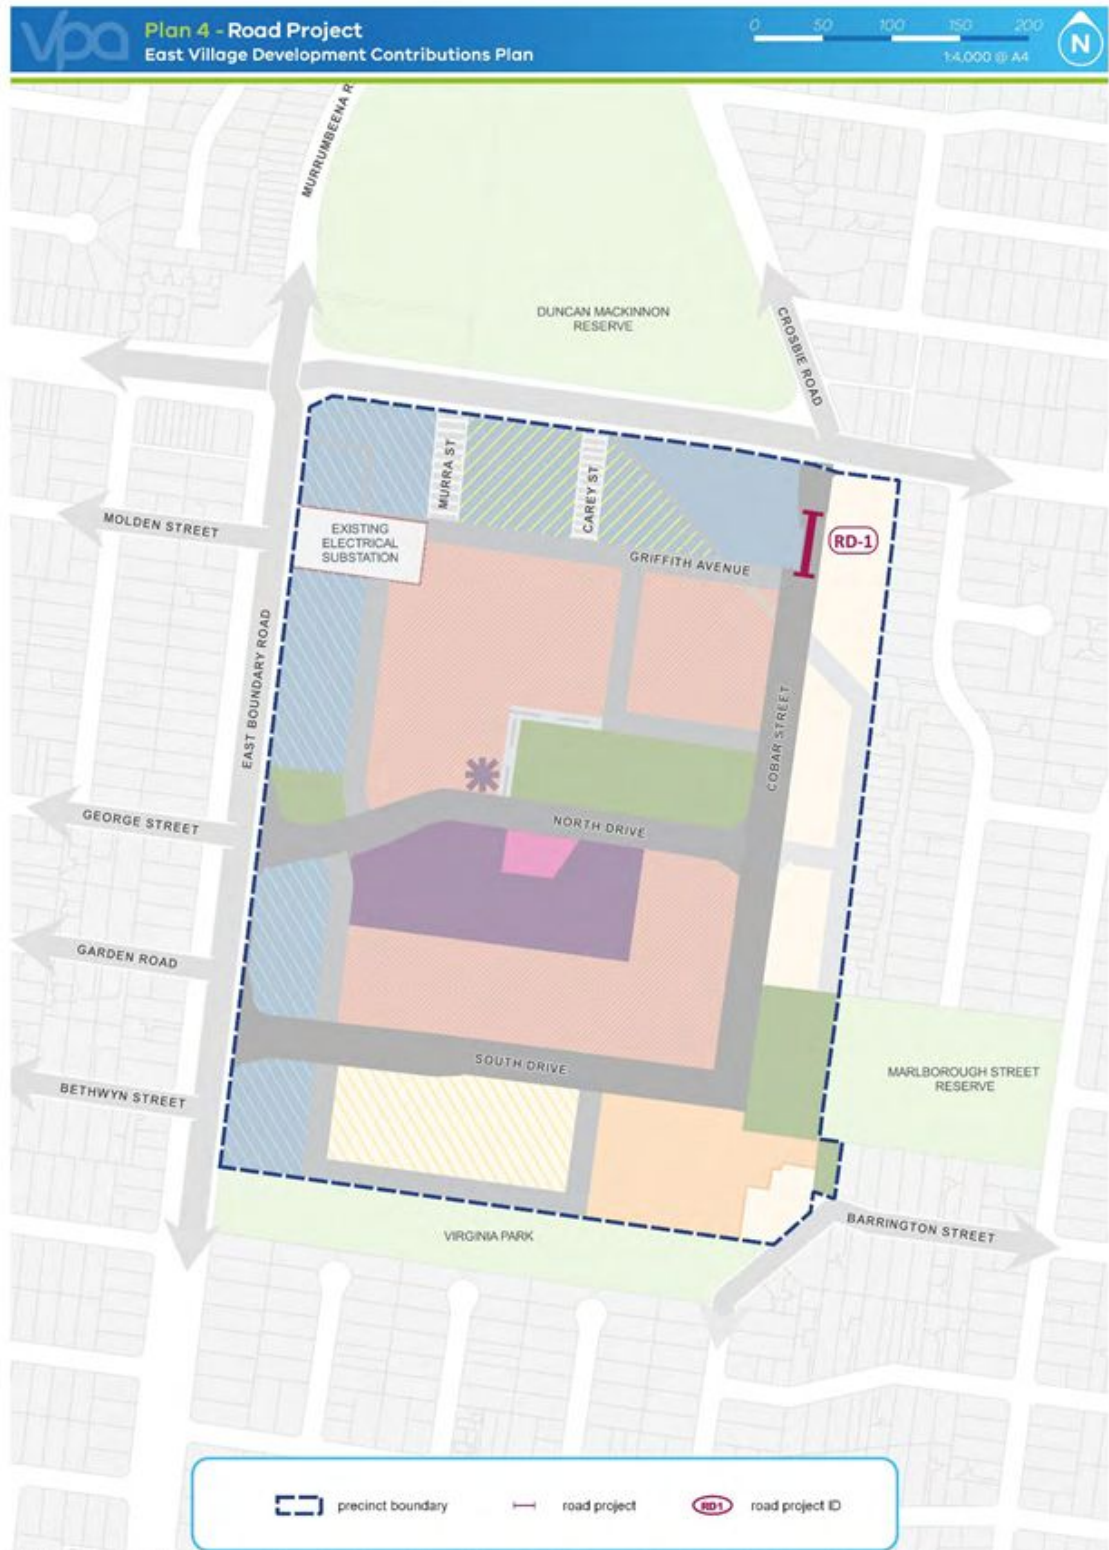 vpa
Plan 4 - Road Project
East Village Development Contributions Plan
0 50 100 150 200
1:4,000 @ A4
N
MURRUMBEENA R
DUNCAN MACKINNON
RESERVE
CROSBIE ROAD
MURRA ST
CAREY ST
MOLDEN STREET
EXISTING
ELECTRICAL
SUBSTATION
RD-1
GRIFFITH AVENUE
EAST BOUNDARY ROAD
COBAR STREET
GEORGE STREET
NORTH DRIVE
GARDEN ROAD
SOUTH DRIVE
MARLBOROUGH STREET
RESERVE
BETHWYN STREET
BARRINGTON STREET
VIRGINIA PARK
precinct boundary
road project
RD1
road project ID